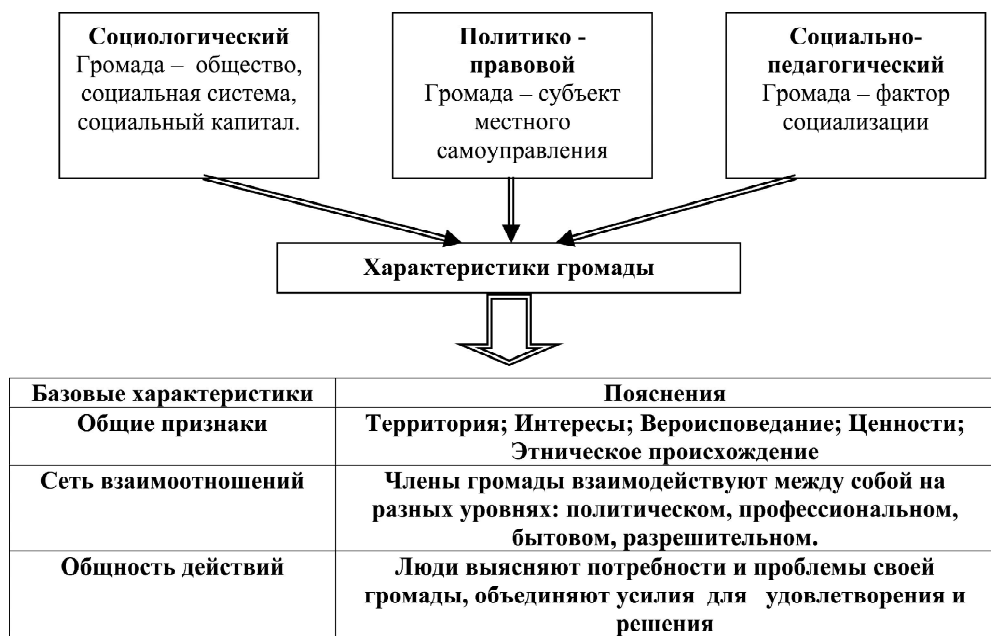 Социологический
Громада – общество,
социальная система,
социальный капитал.
Политико -
правовой
Громада – субъект
местного
самоуправления
Социально-
педагогический
Громада – фактор
социализации
Характеристики громады
Базовые характеристики
Пояснения
Общие признаки
Территория; Интересы; Вероисповедание; Ценности;
Этническое происхождение
Сеть взаимоотношений
Члены громады взаимодействуют между собой на
разных уровнях: политическом, профессиональном,
бытовом, разрешительном.
Общность действий
Люди выясняют потребности и проблемы своей
громады, объединяют усилия для удовлетворения и
решения